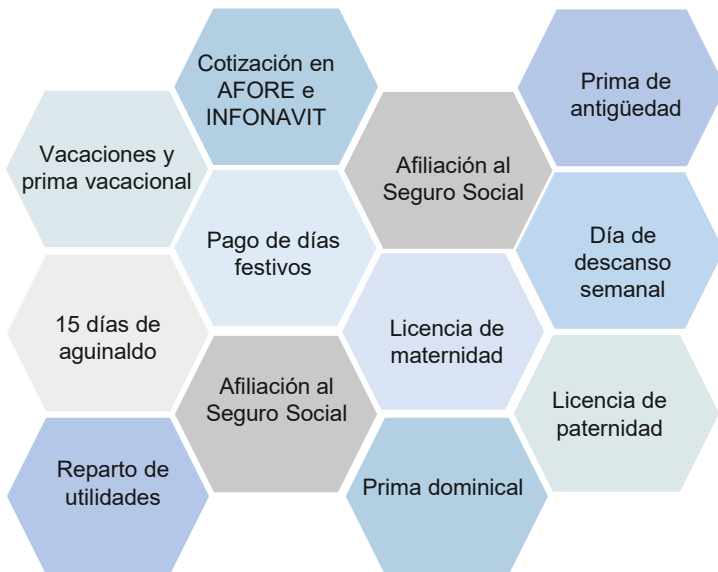 Cotización en
AFORE e
INFONAVIT
Prima de
antigüedad
Vacaciones y
prima vacacional
Afiliación al
Seguro Social
Pago de días
festivos
Día de
descanso
semanal
15 días de
aguinaldo
Licencia de
maternidad
Afiliación al
Seguro Social
Licencia de
paternidad
Reparto de
utilidades
Prima dominical